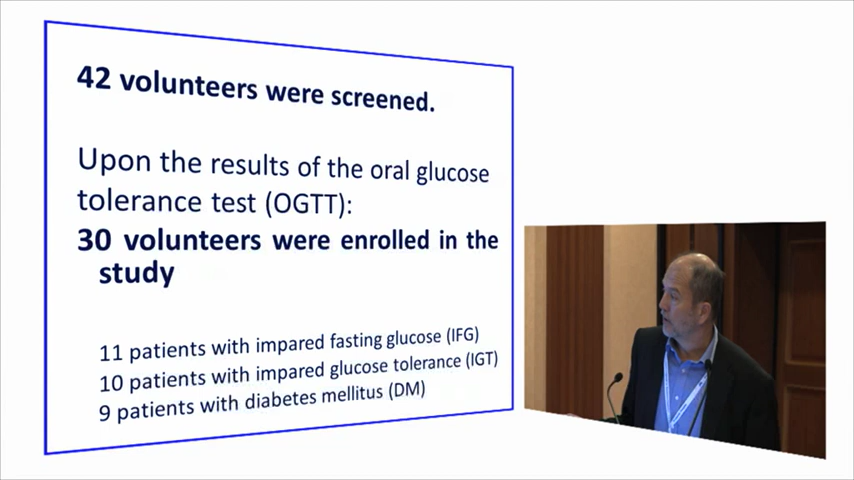 42 volunteers were screened.
Upon the results of the oral glucose
tolerance test (OGTT):
30 volunteers were enrolled in the
study
11 patients with impared fasting glucose (IFG)
10 patients with impared glucose tolerance (IGT)
9 patients with diabetes mellitus (DM)